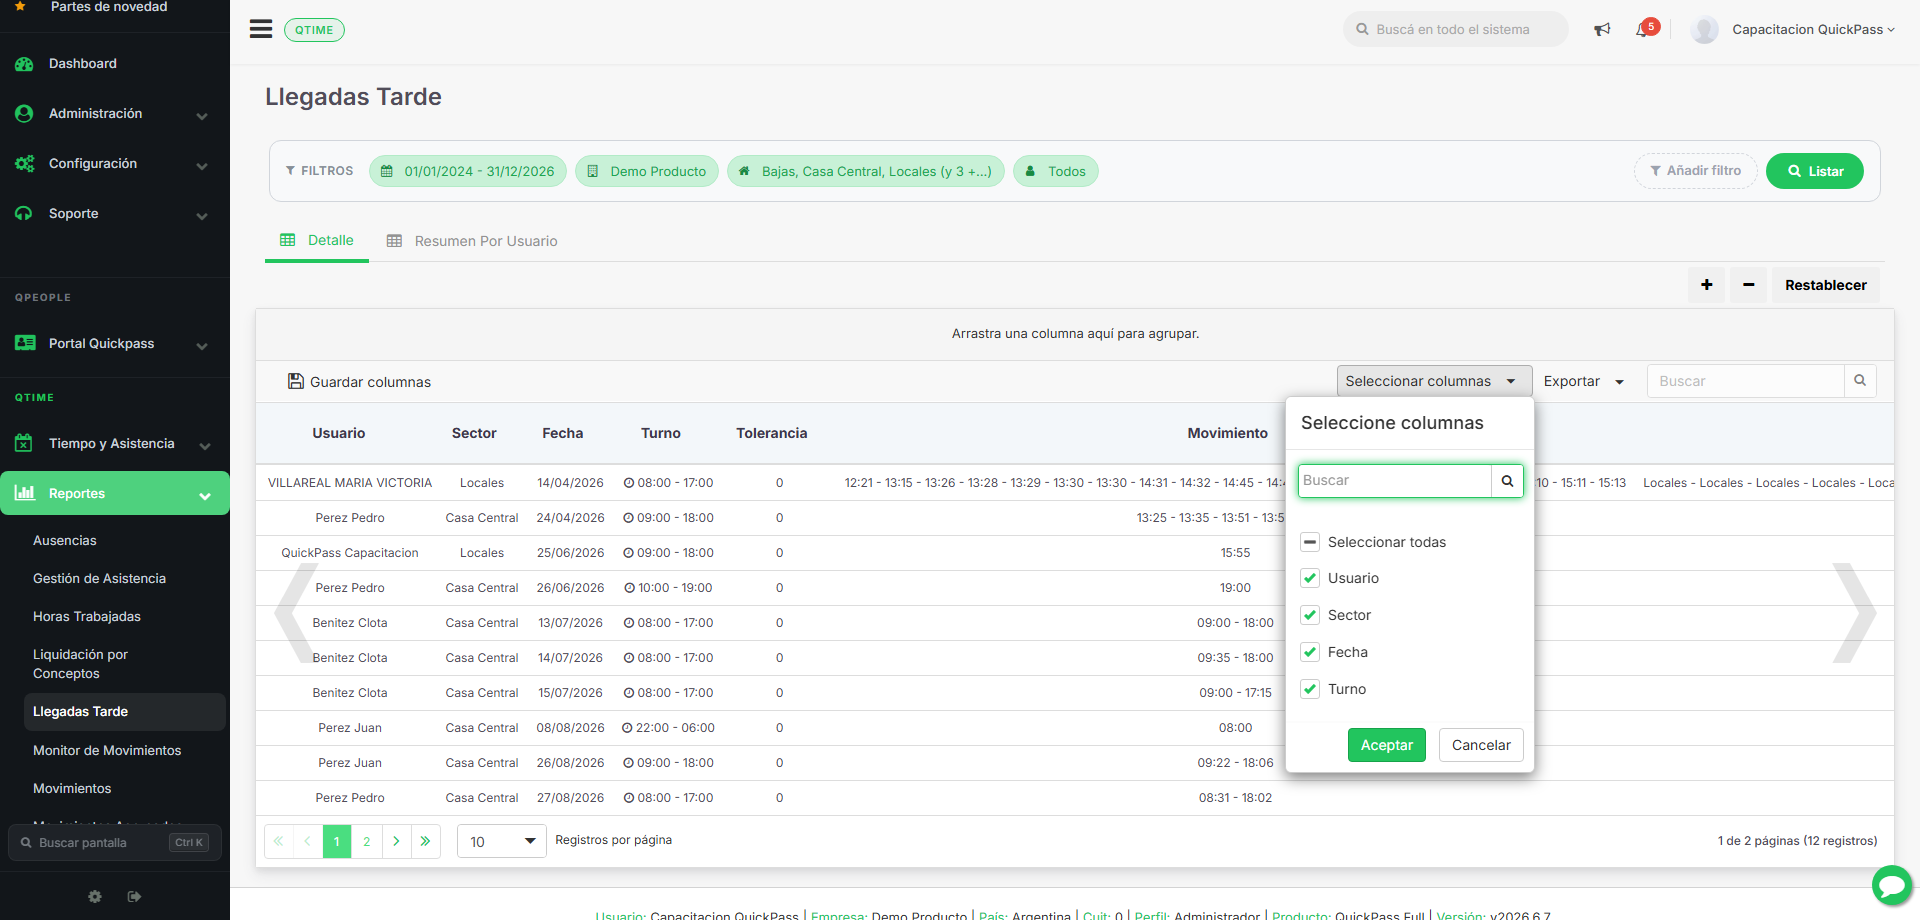 Partes de novedad
Dashboard
Administración
Configuración
Soporte
QPEOPLE
Portal Quickpass
QTIME
Tiempo y Asistencia
Reportes
Ausencias
Gestión de Asistencia
Horas Trabajadas
Liquidación por
Conceptos
Llegadas Tarde
Monitor de Movimientos
Movimientos
Buscar pantalla Ctrl K
QTIME
Buscá en todo el sistema
5
Capacitacion QuickPass
Llegadas Tarde
FILTROS 01/01/2024 - 31/12/2026 Demo Producto Bajas, Casa Central, Locales (y 3 +...) Todos Añadir filtro Listar
Detalle Resumen Por Usuario
+ - Restablecer
Arrastra una columna aquí para agrupar.
Guardar columnas Seleccionar columnas Exportar Buscar
Usuario Sector Fecha Turno Tolerancia Movimiento
VILLAREAL MARIA VICTORIA Locales 14/04/2026 08:00 - 17:00 0 12:21 - 13:15 - 13:26 - 13:28 - 13:29 - 13:30 - 13:30 - 14:31 - 14:32 - 14:45 - 10 - 15:11 - 15:13 Locales - Locales - Locales - Locales - Loca
Perez Pedro Casa Central 24/04/2026 09:00 - 18:00 0 13:25 - 13:35 - 13:51 -
QuickPass Capacitacion Locales 25/06/2026 09:00 - 18:00 0 15:55
Perez Pedro Casa Central 26/06/2026 10:00 - 19:00 0 19:00
Benitez Clota Casa Central 13/07/2026 08:00 - 17:00 0 09:00 - 18:00
Benitez Clota Casa Central 14/07/2026 08:00 - 17:00 0 09:35 - 18:00
Benitez Clota Casa Central 15/07/2026 08:00 - 17:00 0 09:00 - 17:15
Perez Juan Casa Central 08/08/2026 22:00 - 06:00 0 08:00
Perez Juan Casa Central 26/08/2026 09:00 - 18:00 0 09:22 - 18:06
Perez Pedro Casa Central 27/08/2026 08:00 - 17:00 0 08:31 - 18:02
Seleccione columnas
Buscar
Seleccionar todas
Usuario
Sector
Fecha
Turno
Aceptar Cancelar
« ‹ 1 2 › » 10 Registros por página 1 de 2 páginas (12 registros)
Usuario: Capacitacion QuickPass | Empresa: Demo Producto | País: Argentina | Cuit: 0 | Perfil: Administrador | Producto: QuickPass Full | Versión: v2026.6.7